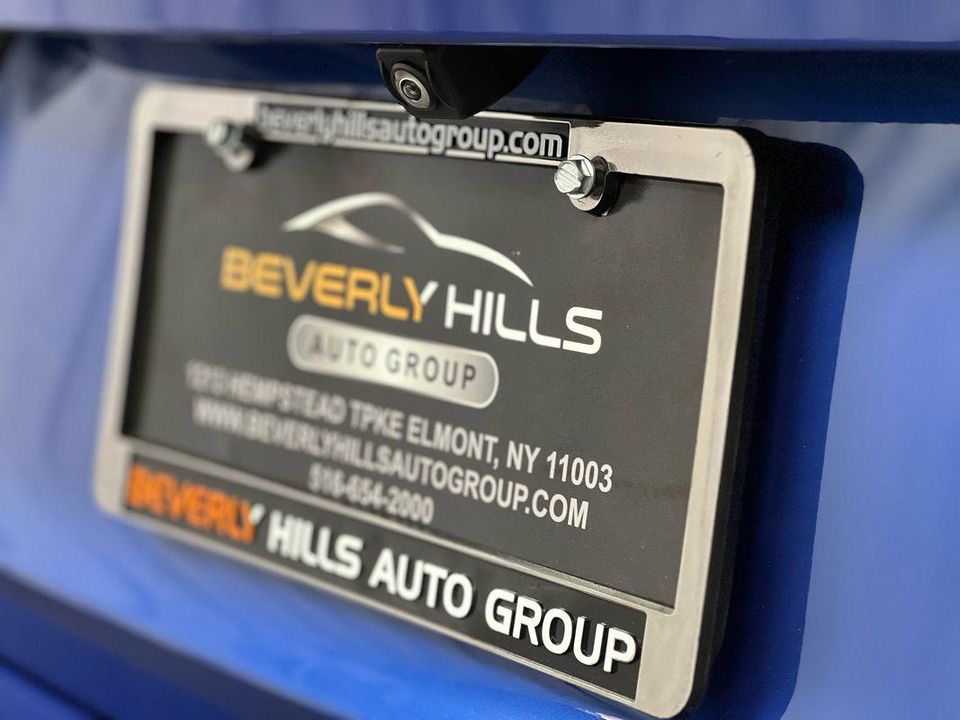 beverlyhillsautogroup.com
BEVERLY HILLS
AUTO GROUP
HEMPSTEAD TPKE ELMONT, NY 11003
WWW.BEVERLYHILLSAUTOGROUP.COM
516-654-2000
BEVERLY HILLS AUTO GROUP